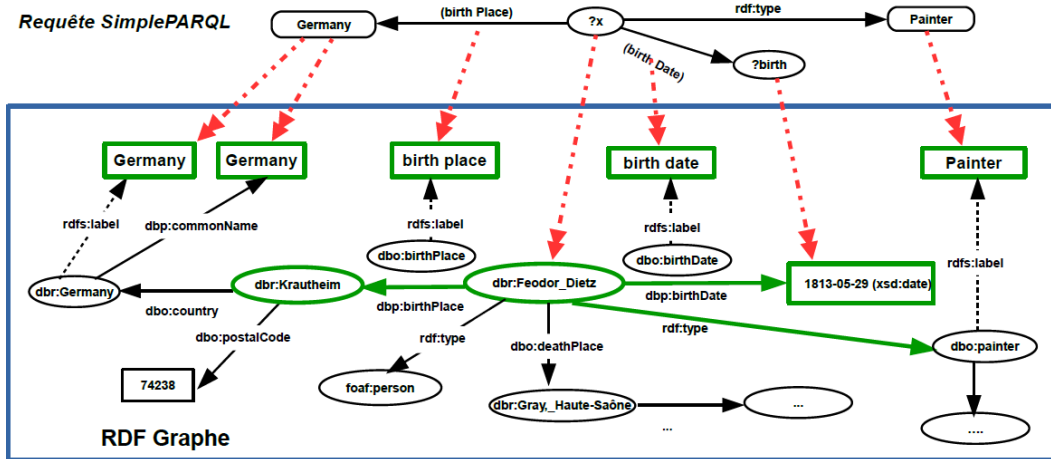 Requête SimplePARQL
Germany
(birth Place)
?x
rdf:type
Painter
(birth Date)
?birth
Germany
Germany
birth place
birth date
Painter
rdfs:label
dbp:commonName
rdfs:label
rdfs:label
rdfs:label
dbo:birthPlace
dbo:birthDate
dbr:Germany
dbr:Krautheim
dbr:Feodor_Dietz
1813-05-29 (xsd:date)
dbo:country
dbp:birthPlace
dbp:birthDate
dbo:postalCode
rdf:type
dbo:deathPlace
rdf:type
dbo:painter
74238
foaf:person
dbr:Gray,_Haute-Saône
...
...
....
RDF Graphe